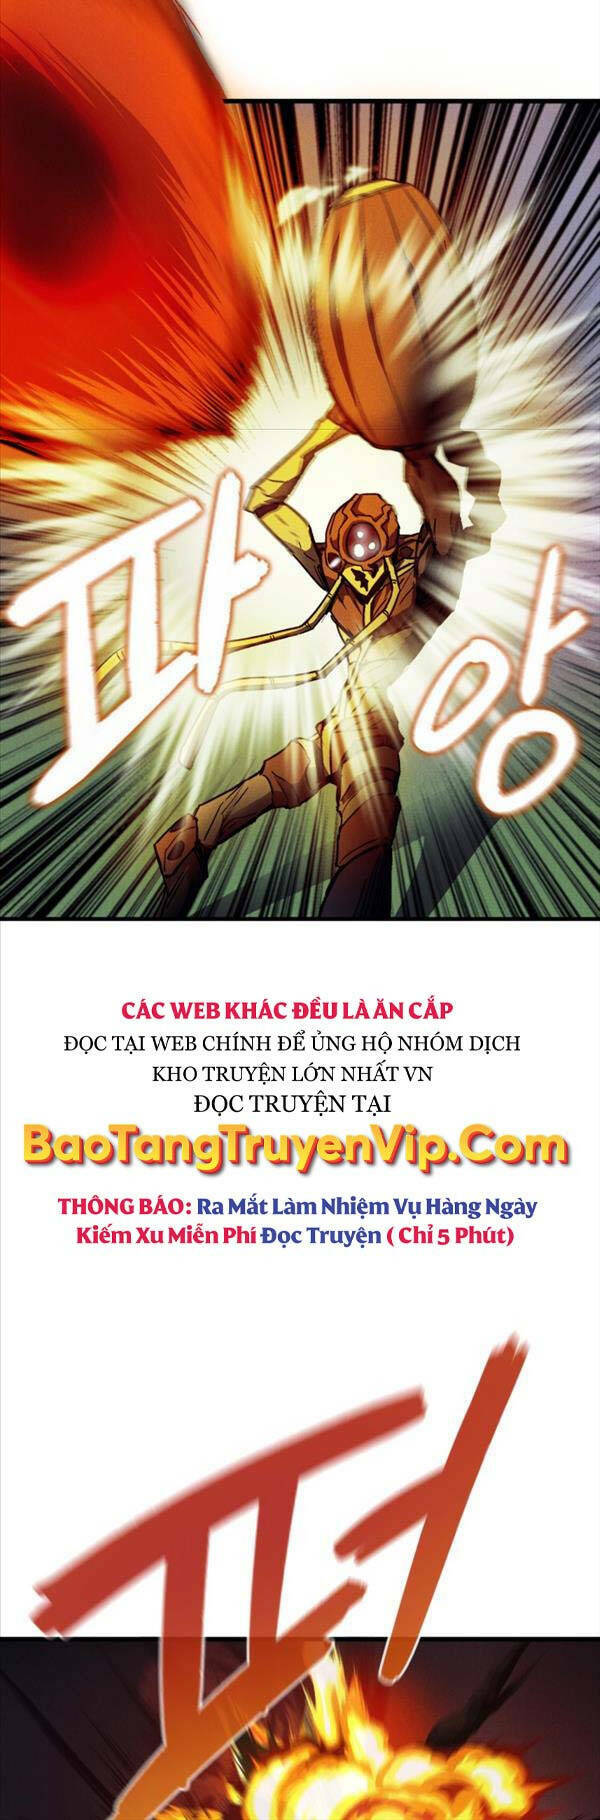 파앙
CÁC WEB KHÁC ĐỀU LÀ ĂN CẮP
ĐỌC TẠI WEB CHÍNH ĐỂ ỦNG HỘ NHÓM DỊCH
KHO TRUYỆN LỚN NHẤT VN
ĐỌC TRUYỆN TẠI
BaoTangTruyenVip.Com
THÔNG BÁO: Ra Mắt Làm Nhiệm Vụ Hàng Ngày
Kiếm Xu Miễn Phí Đọc Truyện ( Chỉ 5 Phút)
퍼